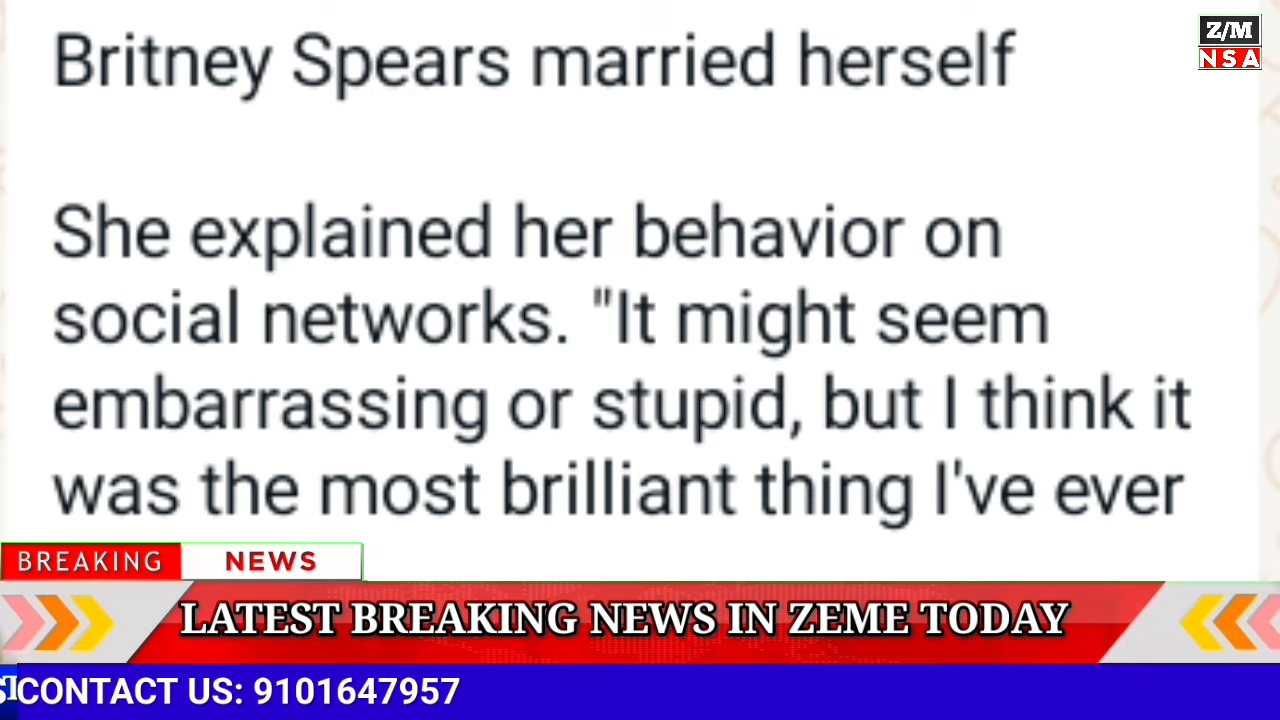 Z/M
NSA
Britney Spears married herself
She explained her behavior on
social networks. "It might seem
embarrassing or stupid, but I think it
was the most brilliant thing I've ever
BREAKING NEWS
LATEST BREAKING NEWS IN ZEME TODAY
CONTACT US: 9101647957